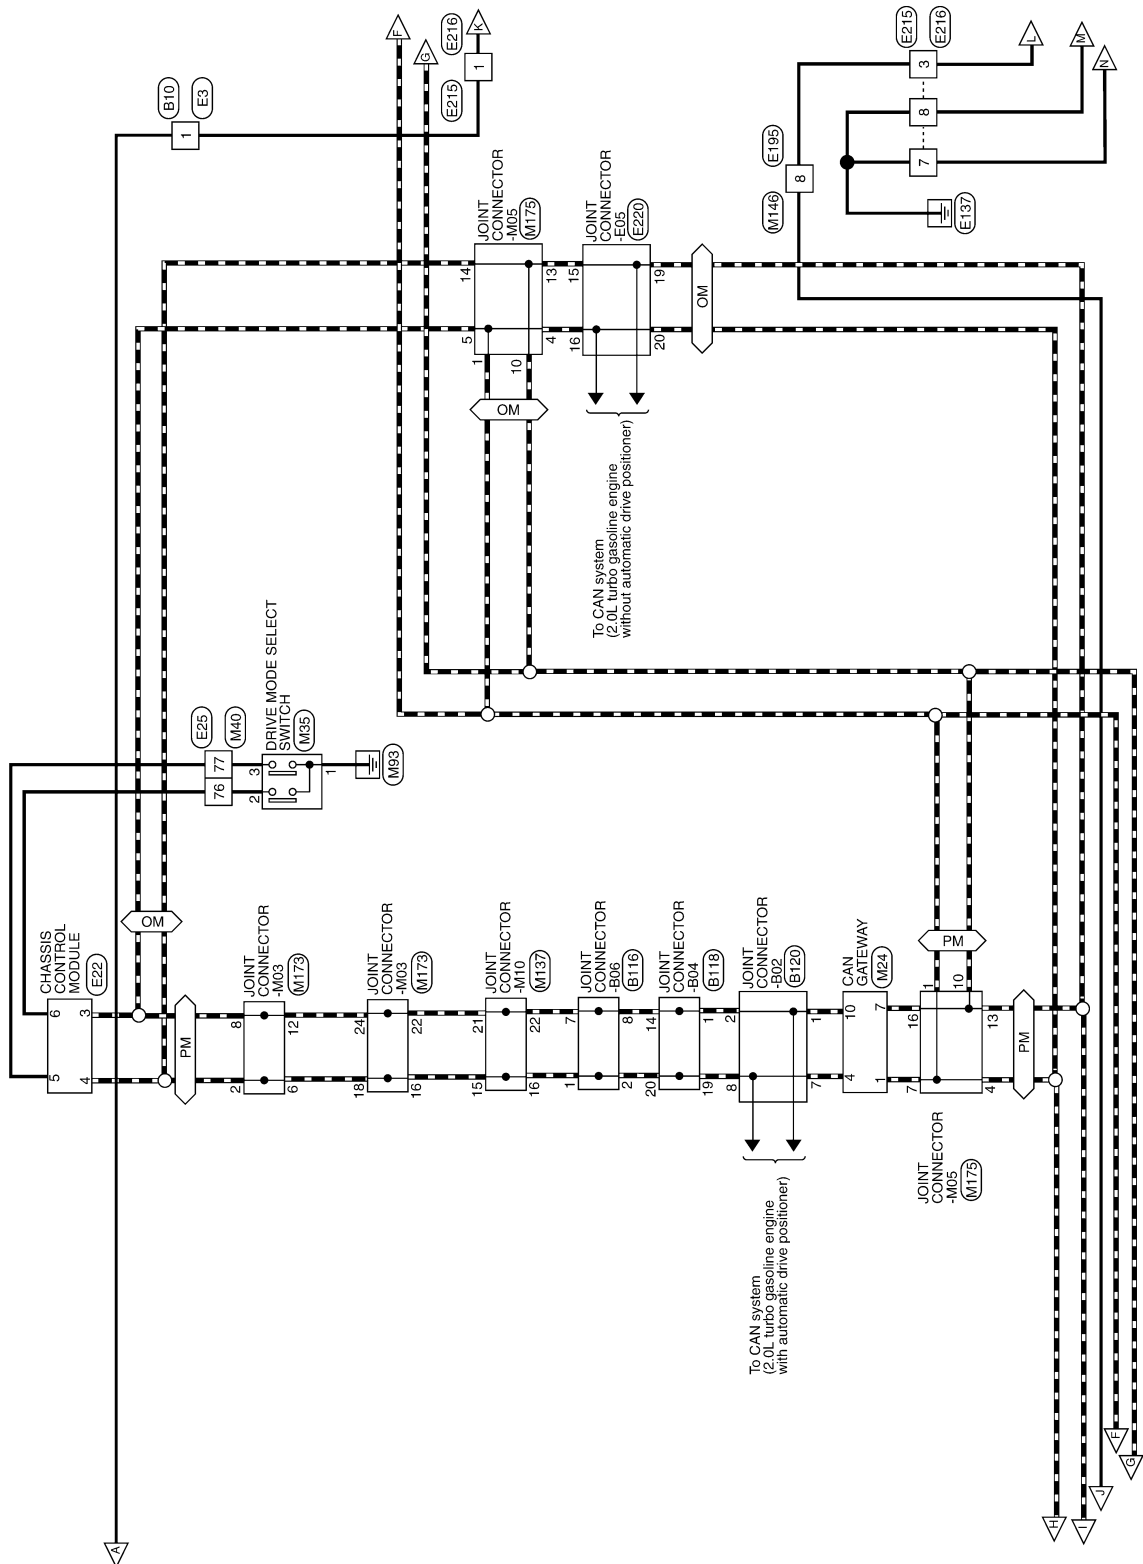 F
G
K
E216
1
E215
B10
E3
1
E215
E216
3
8
7
L
M
N
E195
8
M146
E137
JOINT
CONNECTOR
-M05
M175
14
13
5
4
1
10
JOINT
CONNECTOR
-E05
E220
15
19
16
20
OM
OM
To CAN system
(2.0L turbo gasoline engine
without automatic drive positioner)
E25
M40
77
76
DRIVE MODE SELECT
SWITCH
M35
3
2
1
M93
OM
CHASSIS
CONTROL
MODULE
E22
6
3
5
4
PM
JOINT
CONNECTOR
-M03
M173
8
12
2
6
JOINT
CONNECTOR
-M03
M173
24
22
18
16
JOINT
CONNECTOR
-M10
M137
21
22
15
16
JOINT
CONNECTOR
-B06
B116
7
8
1
2
JOINT
CONNECTOR
-B04
B118
14
1
20
19
JOINT
CONNECTOR
-B02
B120
2
1
8
7
To CAN system
(2.0L turbo gasoline engine
with automatic drive positioner)
CAN
GATEWAY
M24
10
7
4
1
PM
1
10
16
13
7
4
JOINT
CONNECTOR
-M05
M175
PM
A
H
I
J
F
G